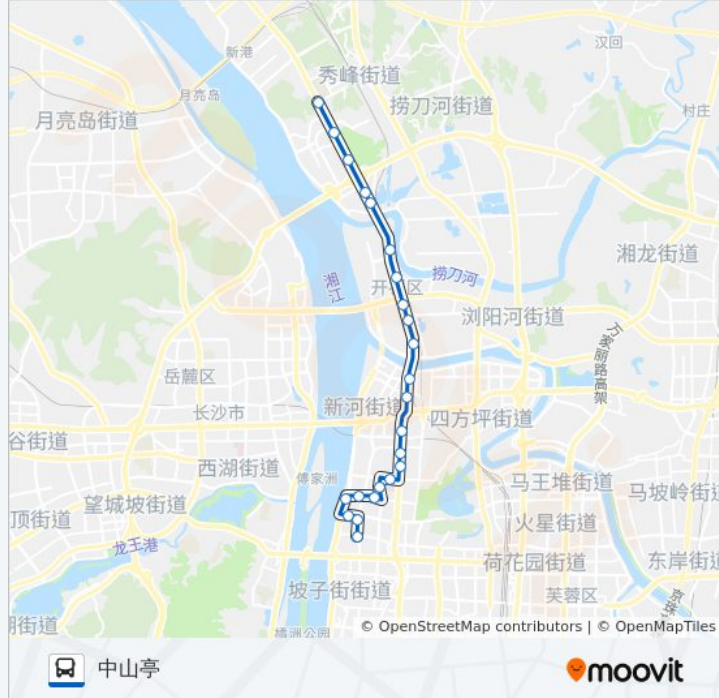 汉回
新港
秀峰街道
月亮岛
捞刀河街道
村庄
月亮岛街道
湘龙街道
捞刀河
湘江
开福区
浏阳河街道
万家丽路高架
岳麓区
长沙市
新河街道
四方坪街道
谷街道
西湖街道
傅家洲
马王堆街道
马坡岭街道
望城坡街道
顶街道
火星街道
龙王港
荷花园街道
东岸街道
坡子街街道
芙蓉区
京珠
湖街道
橘洲公园
© OpenStreetMap contributors | © OpenMapTiles
中山亭
moovit